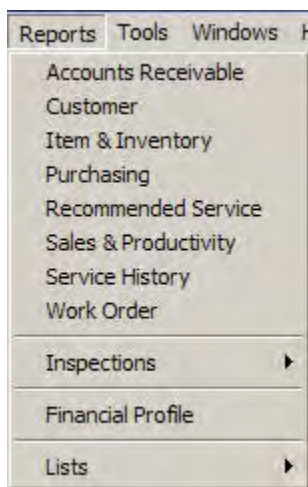 Reports Tools Windows
Accounts Receivable
Customer
Item & Inventory
Purchasing
Recommended Service
Sales & Productivity
Service History
Work Order
Inspections
Financial Profile
Lists